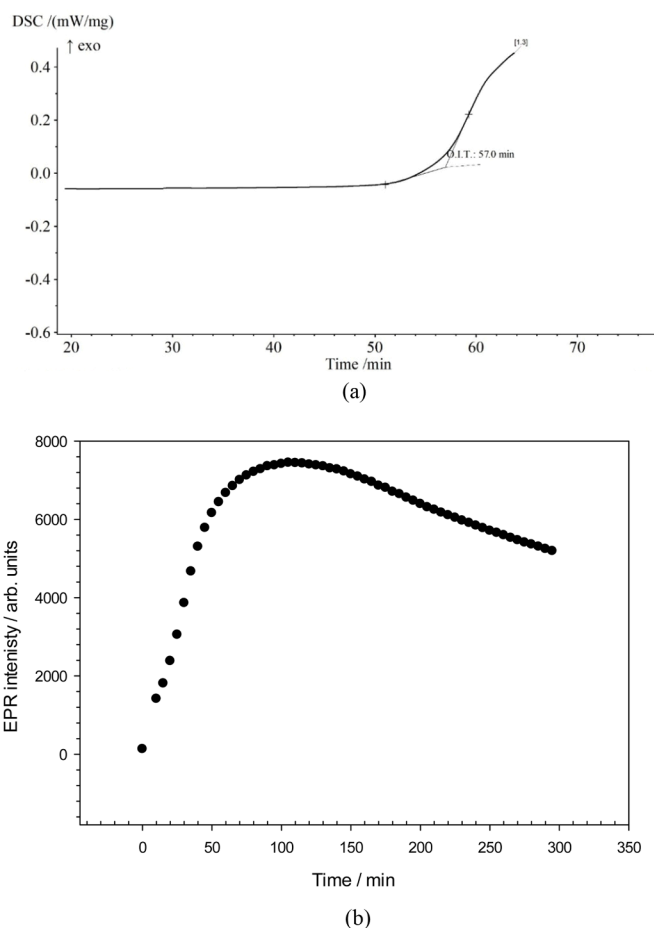 DSC /(mW/mg)
↑ exo
[1.3]
0.4
0.2
O.I.T.: 57.0 min
0.0
-0.2
-0.4
-0.6
20 30 40 50 60 70
Time /min
(a)
8000
6000
4000
2000
0
EPR intenisty / arb. units
0 50 100 150 200 250 300 350
Time / min
(b)